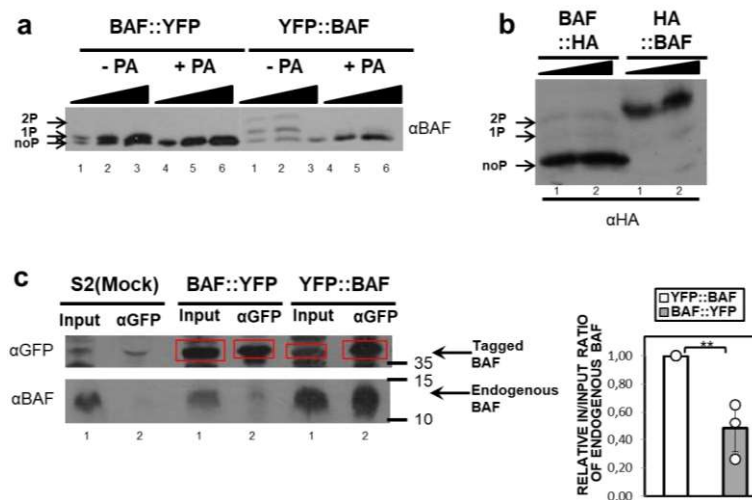 a
BAF::YFP YFP::BAF
- PA + PA - PA + PA
2P
1P
noP
αBAF
1 2 3 4 5 6 1 2 3 4 5 6
b
BAF HA
::HA ::BAF
2P
1P
noP
1 2 1 2
αHA
c
S2(Mock) BAF::YFP YFP::BAF
Input αGFP Input αGFP Input αGFP
αGFP
Tagged
BAF
35
15
αBAF
Endogenous
BAF
10
1 2 1 2 1 2
YFP::BAF
BAF::YFP
RELATIVE IN/INPUT RATIO
OF ENDOGENOUS BAF
**
1,00
0,80
0,60
0,40
0,20
0,00